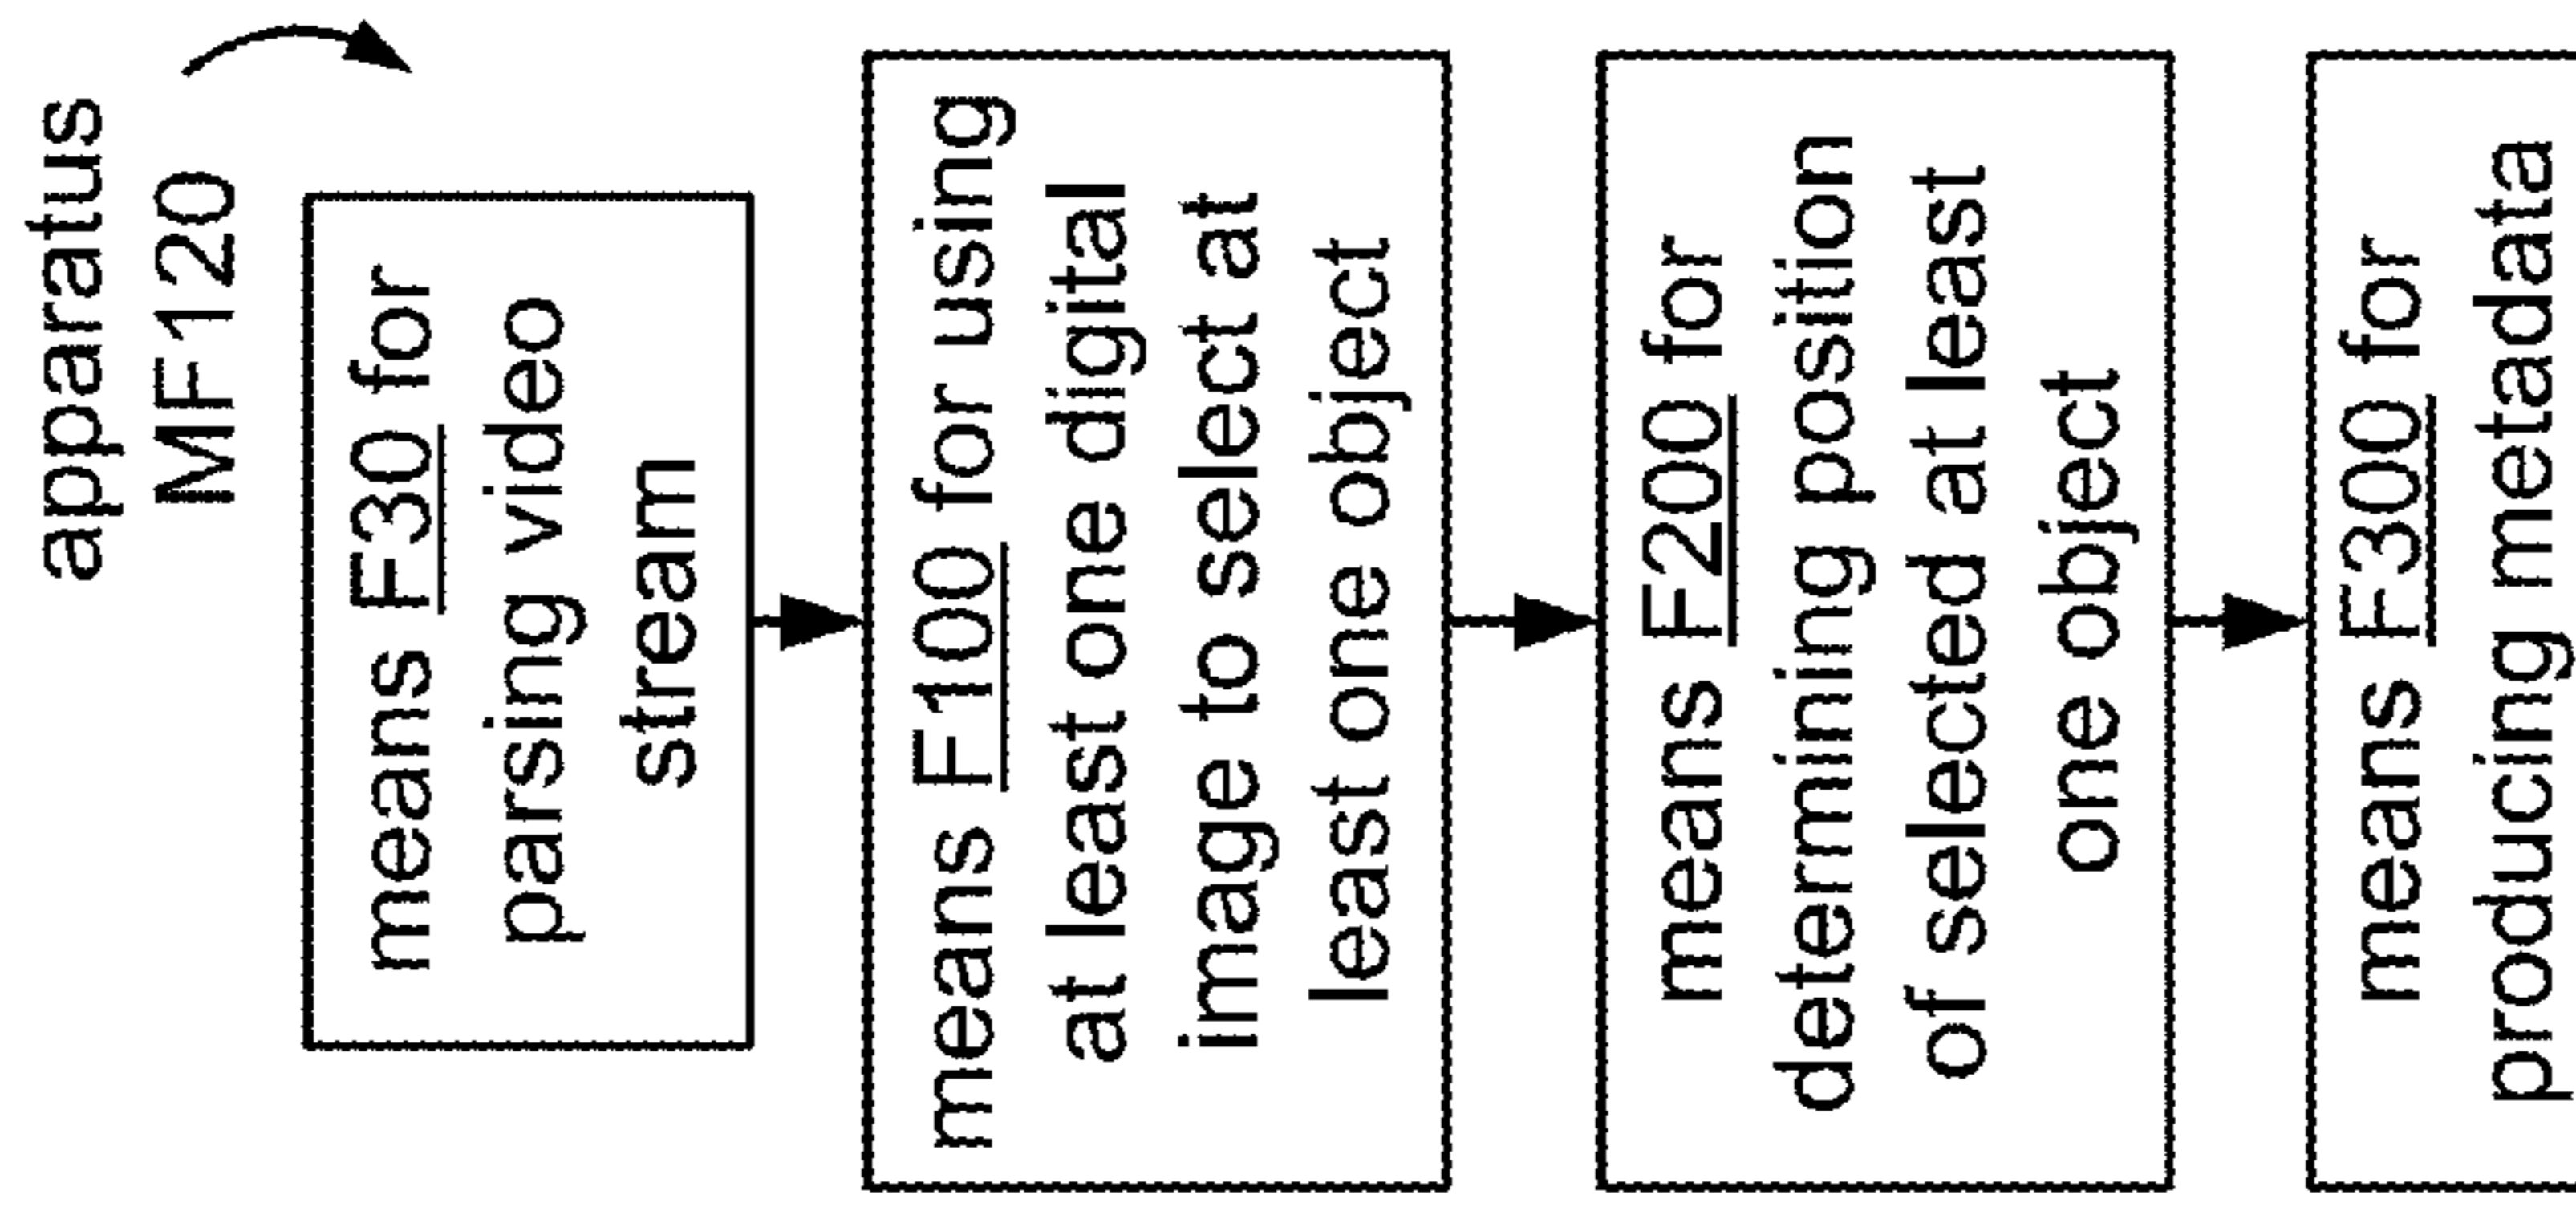 apparatus
MF120
means F30 for
parsing video
stream
means F100 for using
at least one digital
image to select at
least one object
means F200 for
determining position
of selected at least
one object
means F300 for
producing metadata